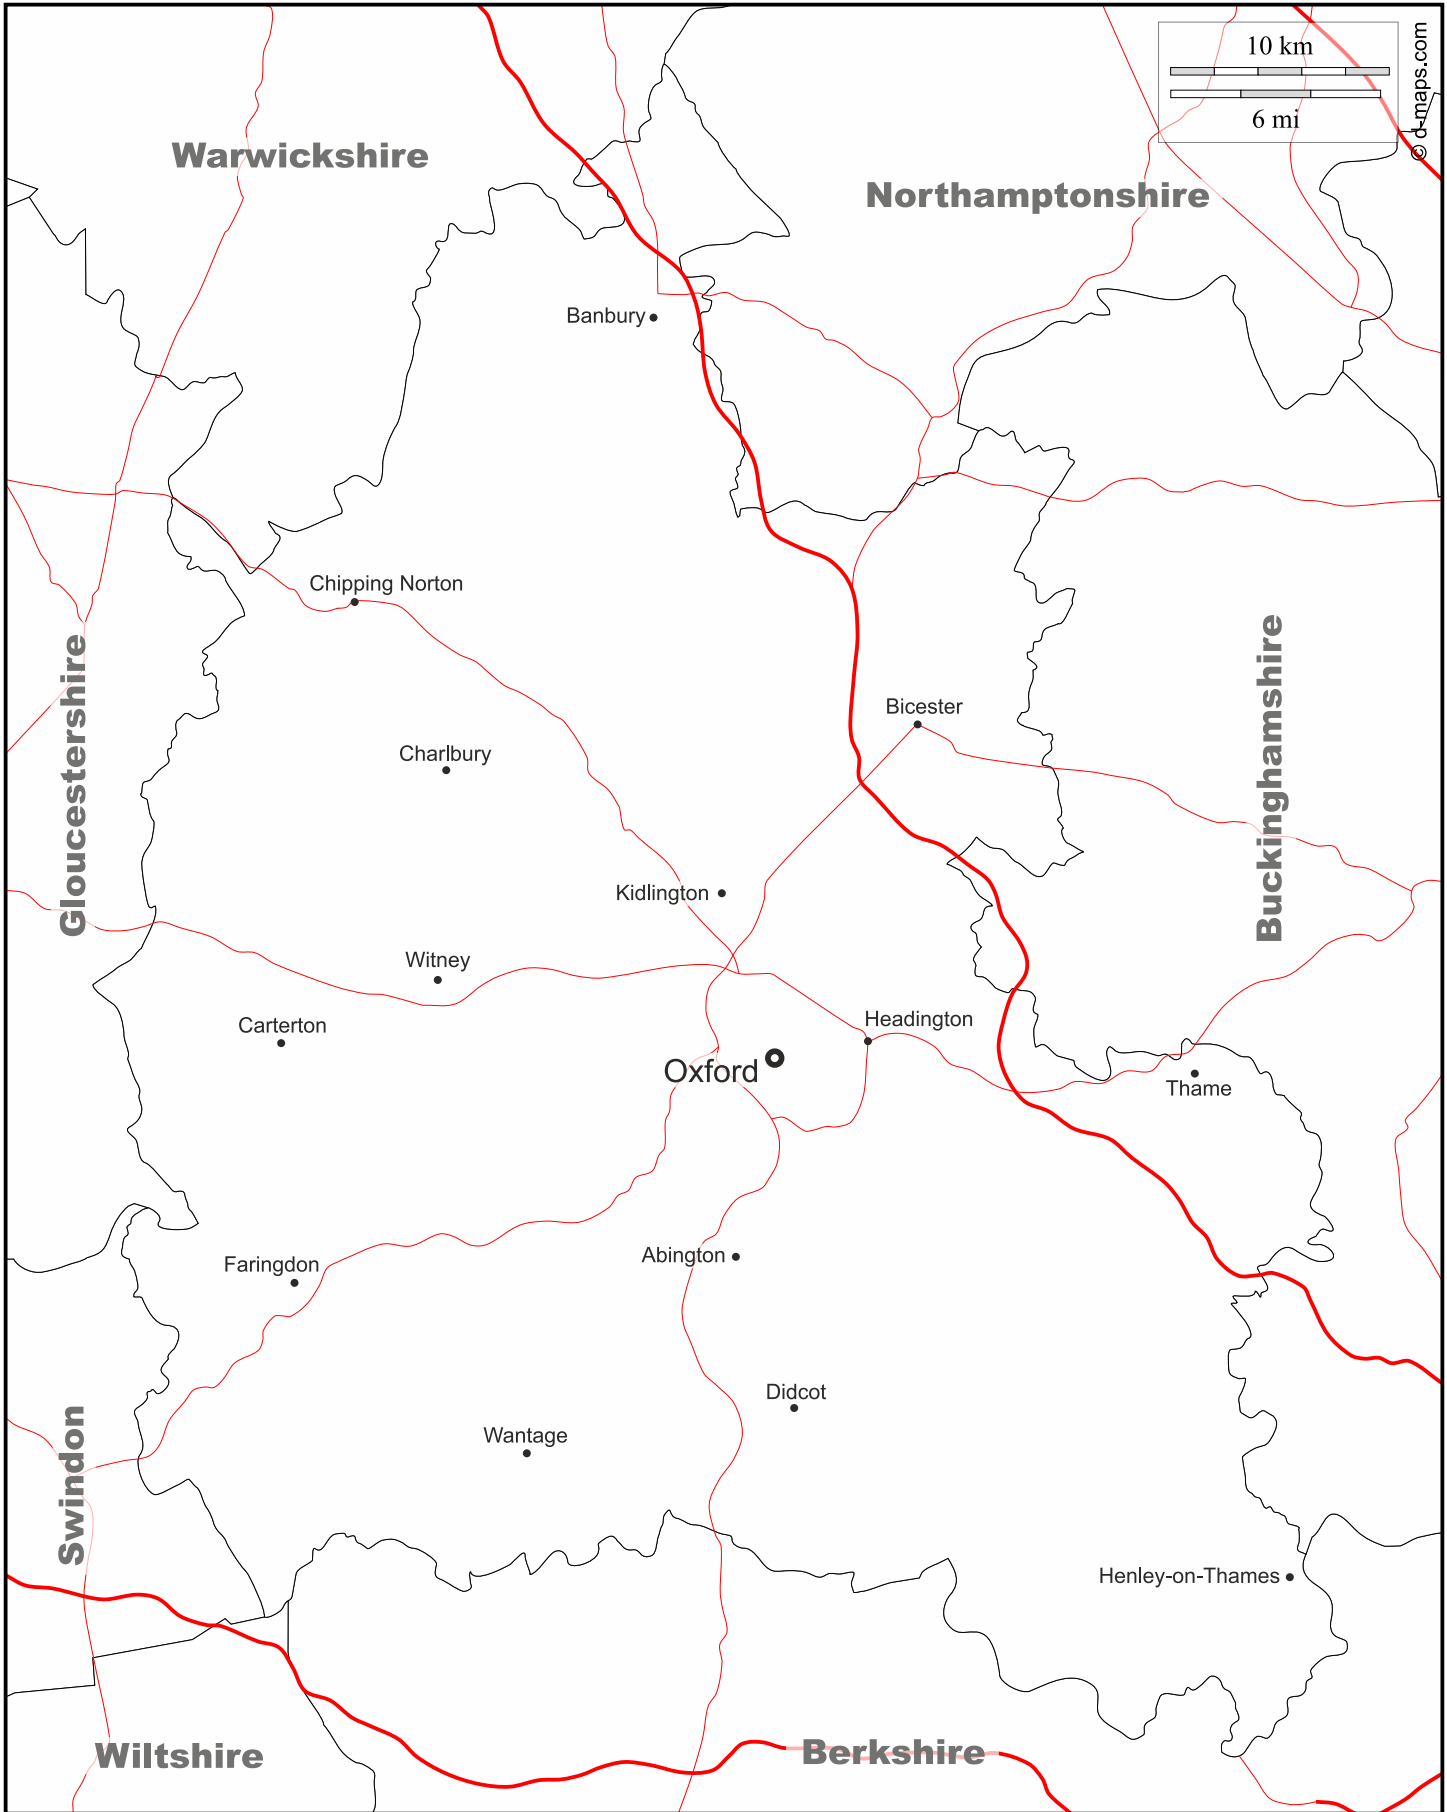 10 km
6 mi
© d-maps.com
Warwickshire
Northamptonshire
Banbury
Chipping Norton
Gloucestershire
Buckinghamshire
Bicester
Charlbury
Kidlington
Witney
Carterton
Headington
Oxford
Thame
Faringdon
Abington
Didcot
Wantage
Swindon
Henley-on-Thames
Wiltshire
Berkshire